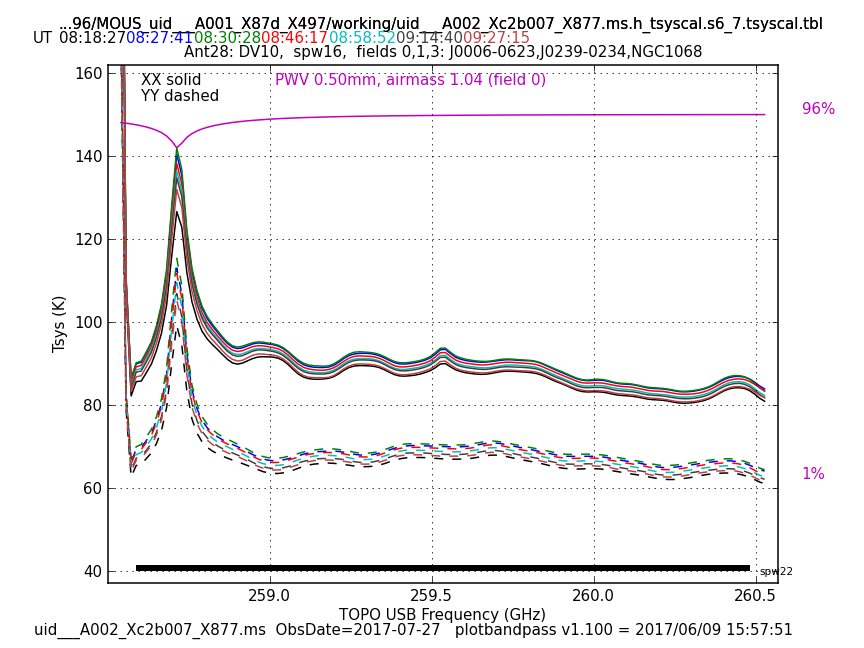 ...96/MOUS_uid___A001_X87d_X497/working/uid___A002_Xc2b007_X877.ms.h_tsyscal.s6_7.tsyscal.tbl
UT 08:18:27 08:27:41 08:30:28 08:46:17 08:58:52 09:14:40 09:27:15
Ant28: DV10,  spw16,  fields 0,1,3: J0006-0623,J0239-0234,NGC1068
XX solid
PWV 0.50mm, airmass 1.04 (field 0)
YY dashed
96%
1%
160
140
120
100
80
60
40
Tsys (K)
spw22
259.0 259.5 260.0 260.5
TOPO USB Frequency (GHz)
uid___A002_Xc2b007_X877.ms  ObsDate=2017-07-27   plotbandpass v1.100 = 2017/06/09 15:57:51